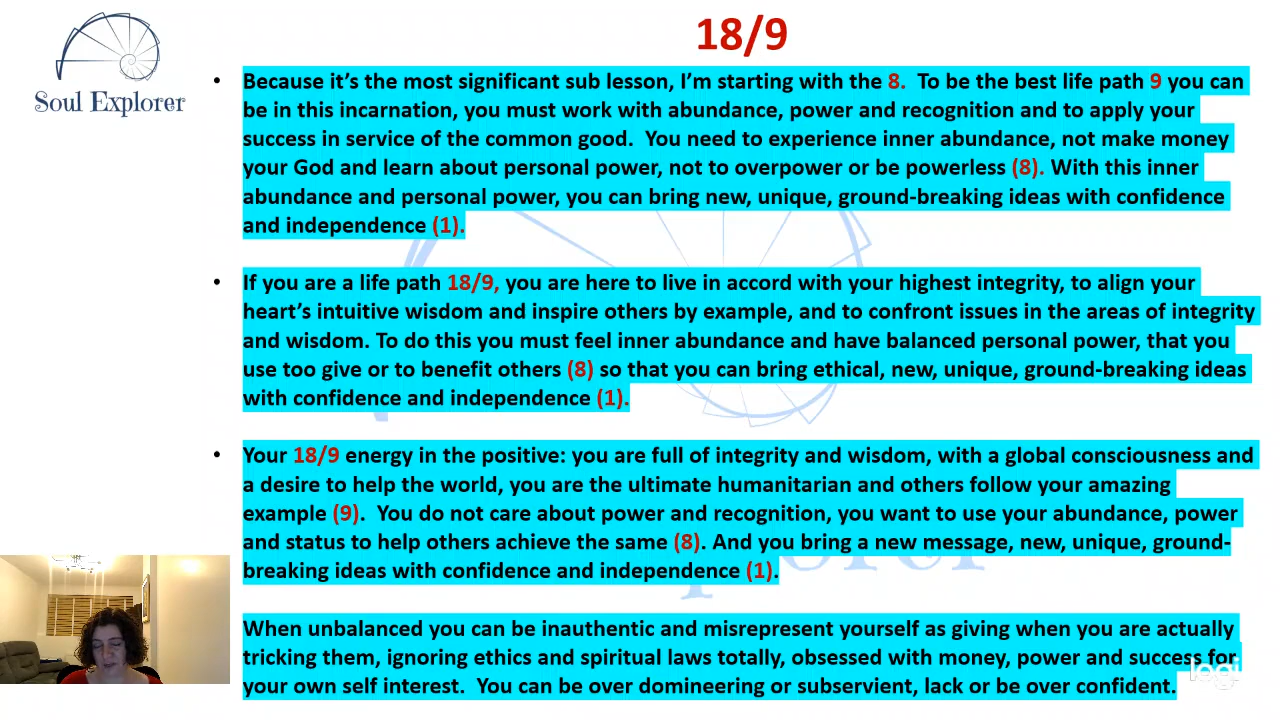 18/9
Soul Explorer
• Because it's the most significant sub lesson, I'm starting with the 8. To be the best life path 9 you can
be in this incarnation, you must work with abundance, power and recognition and to apply your
success in service of the common good. You need to experience inner abundance, not make money
your God and learn about personal power, not to overpower or be powerless (8). With this inner
abundance and personal power, you can bring new, unique, ground-breaking ideas with confidence
and independence (1).
• If you are a life path 18/9, you are here to live in accord with your highest integrity, to align your
heart's intuitive wisdom and inspire others by example, and to confront issues in the areas of integrity
and wisdom. To do this you must feel inner abundance and have balanced personal power, that you
use too give or to benefit others (8) so that you can bring ethical, new, unique, ground-breaking ideas
with confidence and independence (1).
• Your 18/9 energy in the positive: you are full of integrity and wisdom, with a global consciousness and
a desire to help the world, you are the ultimate humanitarian and others follow your amazing
example (9). You do not care about power and recognition, you want to use your abundance, power
and status to help others achieve the same (8). And you bring a new message, new, unique, ground-
breaking ideas with confidence and independence (1).
When unbalanced you can be inauthentic and misrepresent yourself as giving when you are actually
tricking them, ignoring ethics and spiritual laws totally, obsessed with money, power and success for
your own self interest. You can be over domineering or subservient, lack or be over confident.
logi